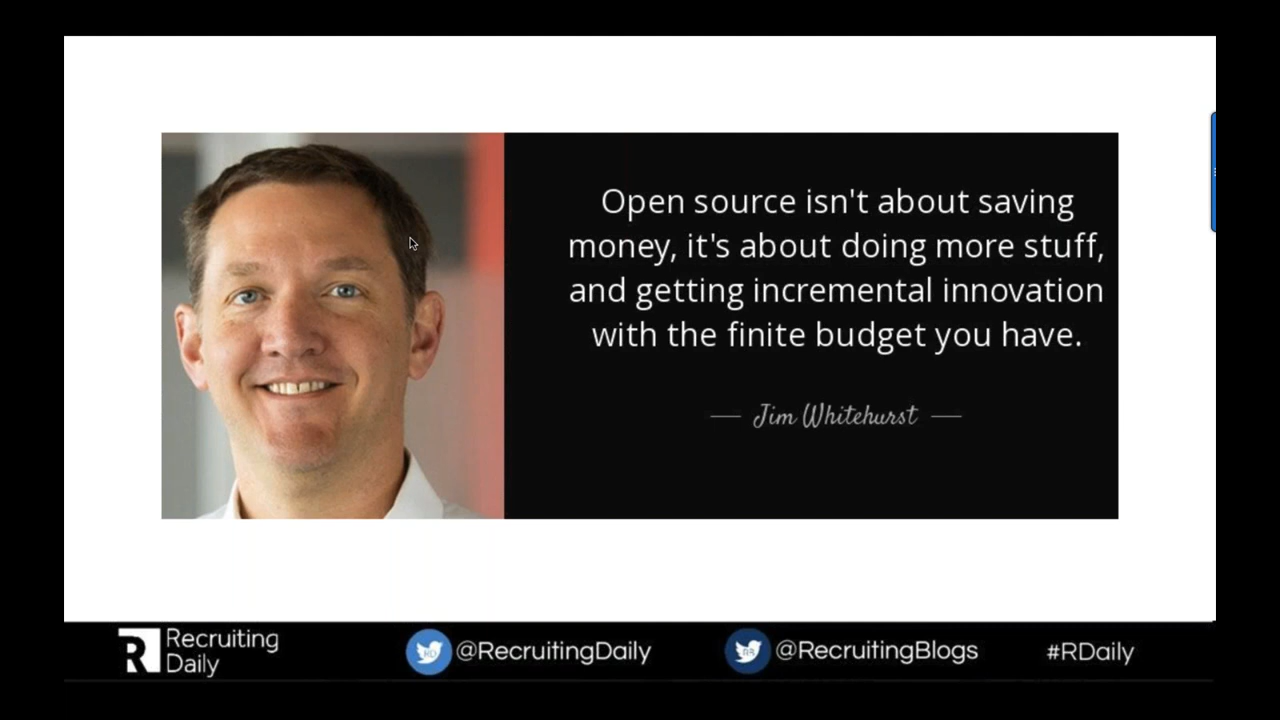 Open source isn't about saving
money, it's about doing more stuff,
and getting incremental innovation
with the finite budget you have.
Jim Whitehurst
Recruiting
Daily
@RecruitingDaily
@RecruitingBlogs
#RDaily